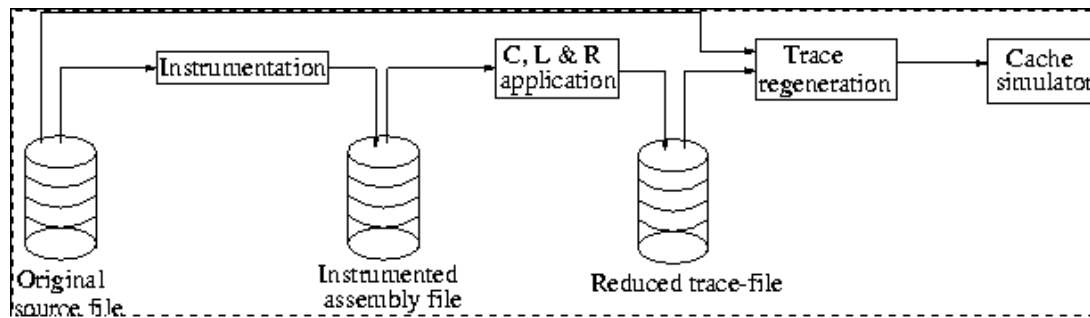 Instrumentation
C, L & R
application
Trace
regeneration
Cache
simulator
Original
source file
Instrumented
assembly file
Reduced trace-file